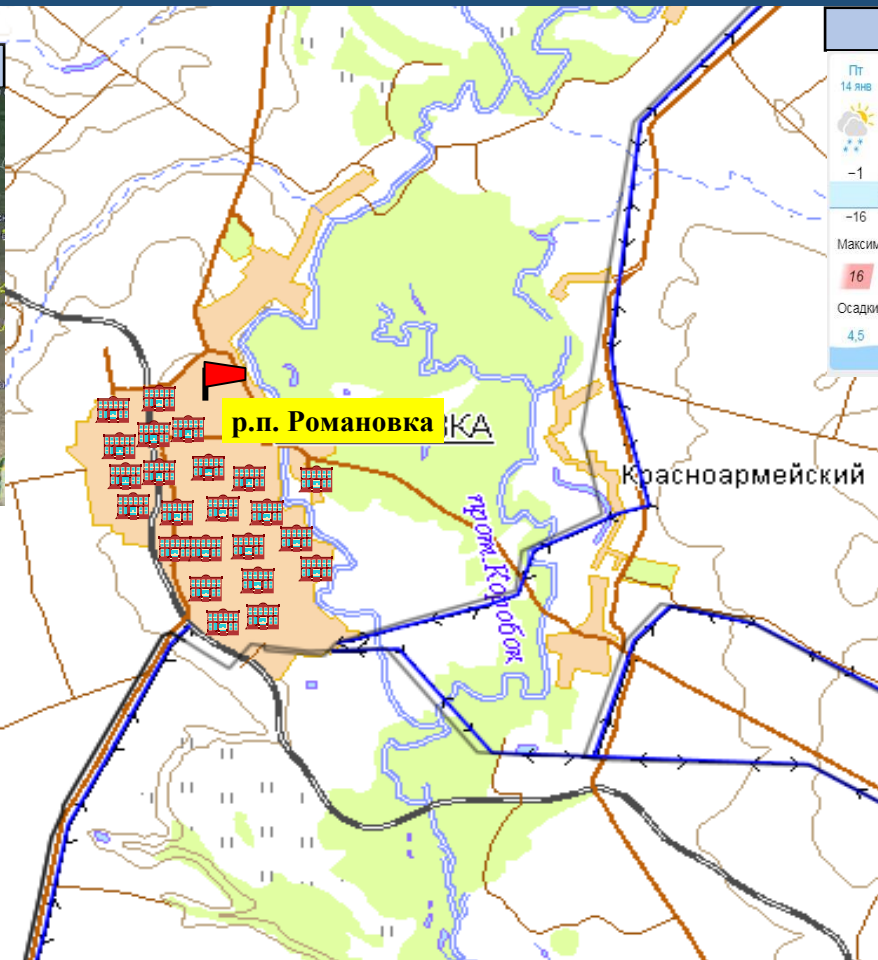 Пт
14 янв
−1
−16
Максим
16
Осадки
4,5
р.п. Романовка
ВКА
Красноармейский
прот. Коробок